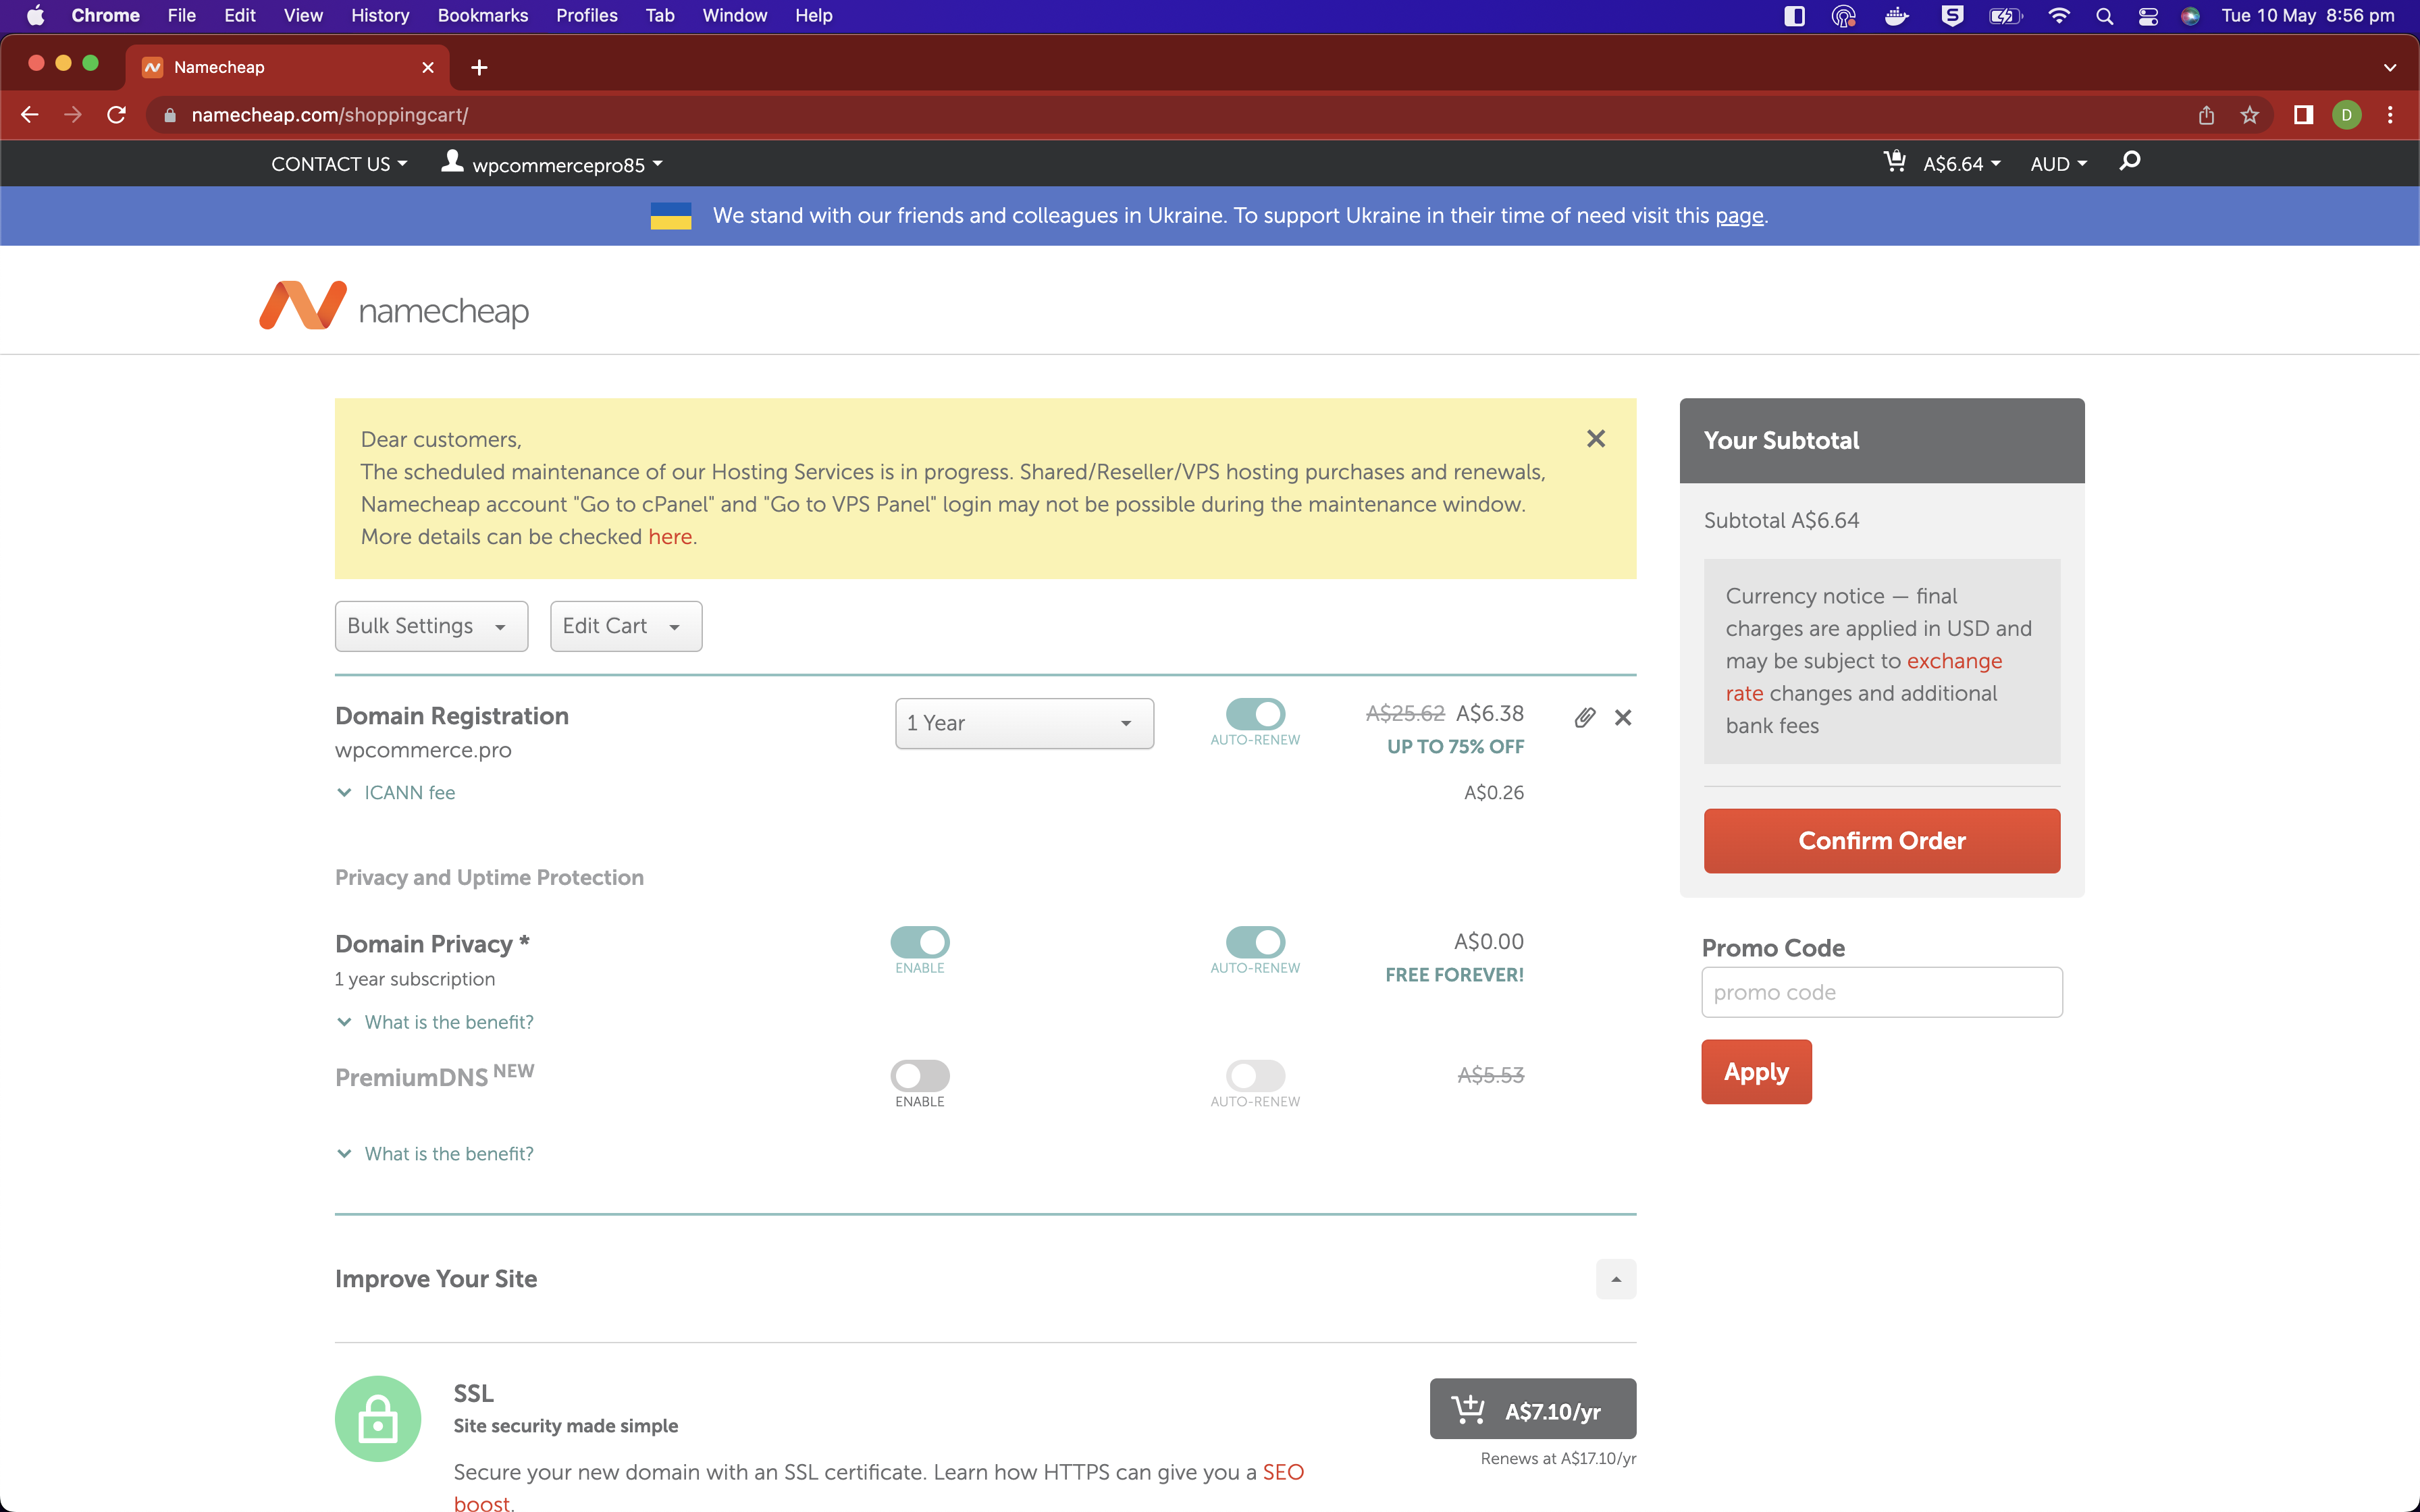 Chrome File Edit View History Bookmarks Profiles Tab Window Help
Tue 10 May 8:56 pm
Namecheap
namecheap.com/shoppingcart/
D
CONTACT US
wpcommercepro85
A$6.64
AUD
We stand with our friends and colleagues in Ukraine. To support Ukraine in their time of need visit this page.
namecheap
Dear customers,
The scheduled maintenance of our Hosting Services is in progress. Shared/Reseller/VPS hosting purchases and renewals,
Namecheap account "Go to cPanel" and "Go to VPS Panel" login may not be possible during the maintenance window.
More details can be checked here.
Bulk Settings
Edit Cart
Domain Registration
wpcommerce.pro
1 Year
AUTO-RENEW
A$25.62 A$6.38
UP TO 75% OFF
ICANN fee
A$0.26
Privacy and Uptime Protection
Domain Privacy *
1 year subscription
ENABLE
AUTO-RENEW
A$0.00
FREE FOREVER!
What is the benefit?
PremiumDNS NEW
ENABLE
AUTO-RENEW
A$5.53
What is the benefit?
Improve Your Site
SSL
Site security made simple
Secure your new domain with an SSL certificate. Learn how HTTPS can give you a SEO
boost.
A$7.10/yr
Renews at A$17.10/yr
Your Subtotal
Subtotal A$6.64
Currency notice — final
charges are applied in USD and
may be subject to exchange
rate changes and additional
bank fees
Confirm Order
Promo Code
promo code
Apply